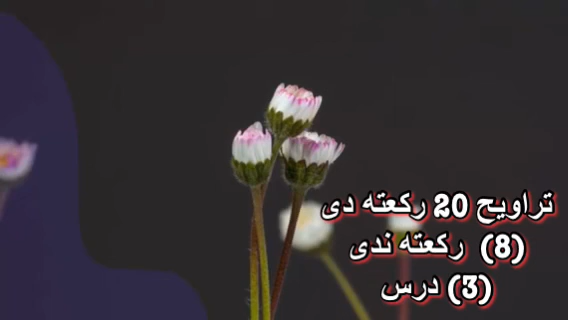 تراویح 20 رکعته دی
(8) رکعته ندی
(3) درس